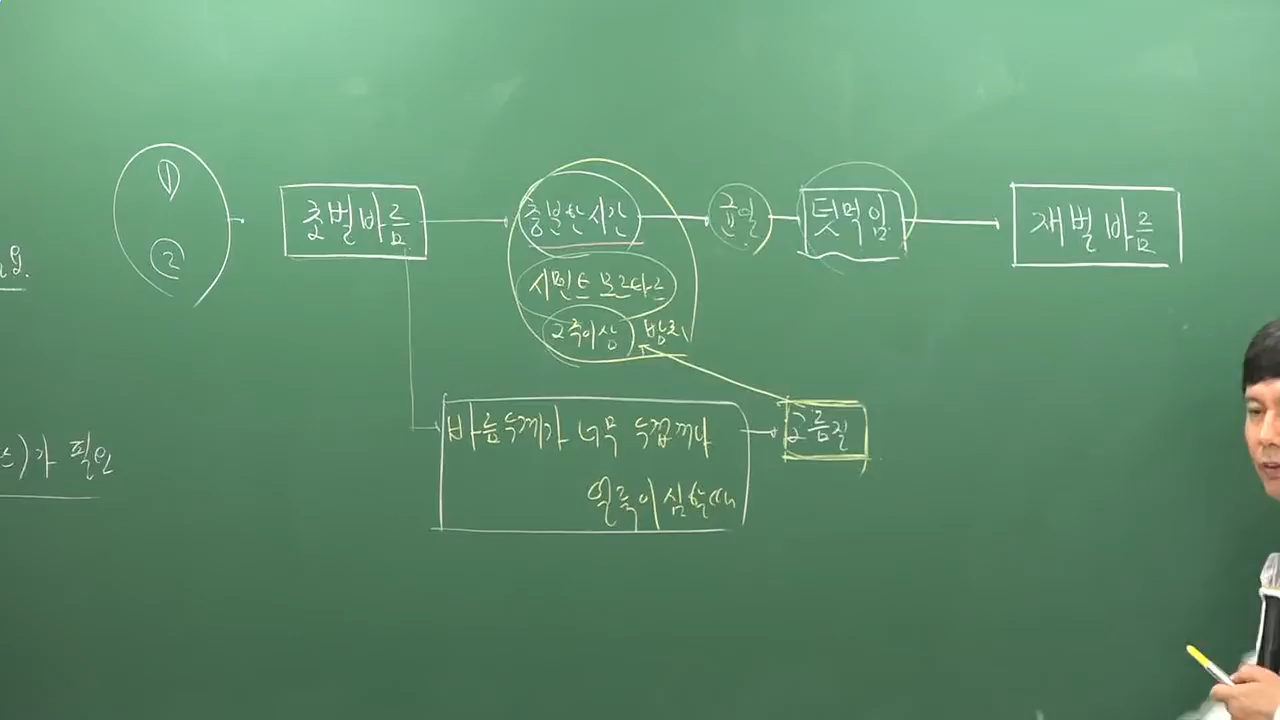 ①
②
초벌바름
충분한시간
균열
덧먹임
재벌바름
시멘트 모르타르
2주이상 방치
바름두께가 너무 두껍거나
얼룩이 심할때
고름질
)가 필인